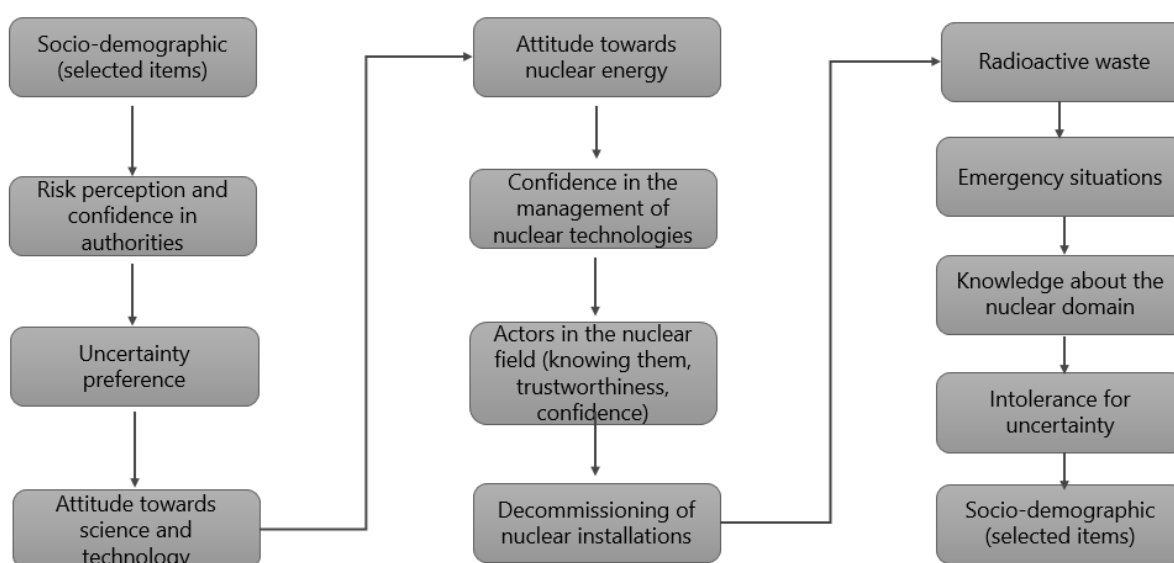 Socio-demographic
(selected items)
Risk perception and
confidence in
authorities
Uncertainty
preference
Attitude towards
science and
technology
Attitude towards
nuclear energy
Confidence in the
management of
nuclear technologies
Actors in the nuclear
field (knowing them,
trustworthiness,
confidence)
Decommissioning of
nuclear installations
Radioactive waste
Emergency situations
Knowledge about the
nuclear domain
Intolerance for
uncertainty
Socio-demographic
(selected items)